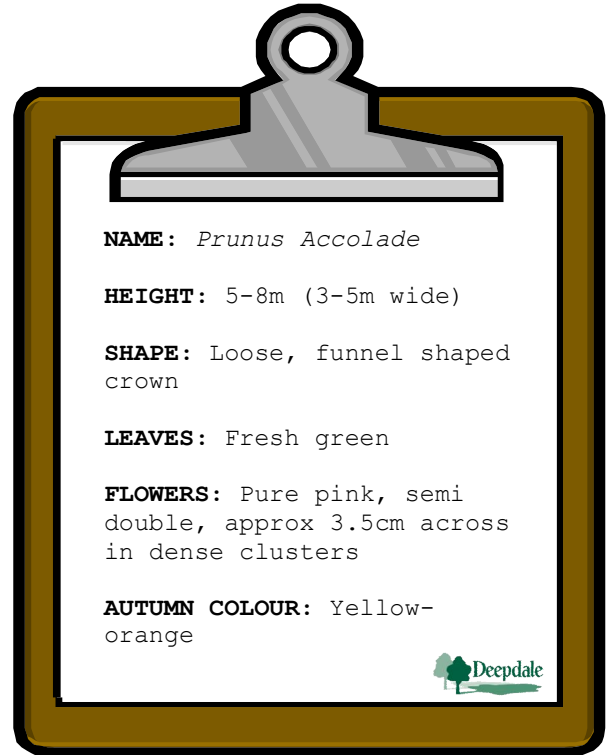 NAME: Prunus Accolade
HEIGHT: 5-8m (3-5m wide)
SHAPE: Loose, funnel shaped
crown
LEAVES: Fresh green
FLOWERS: Pure pink, semi
double, approx 3.5cm across
in dense clusters
AUTUMN COLOUR: Yellow-
orange
Deepdale